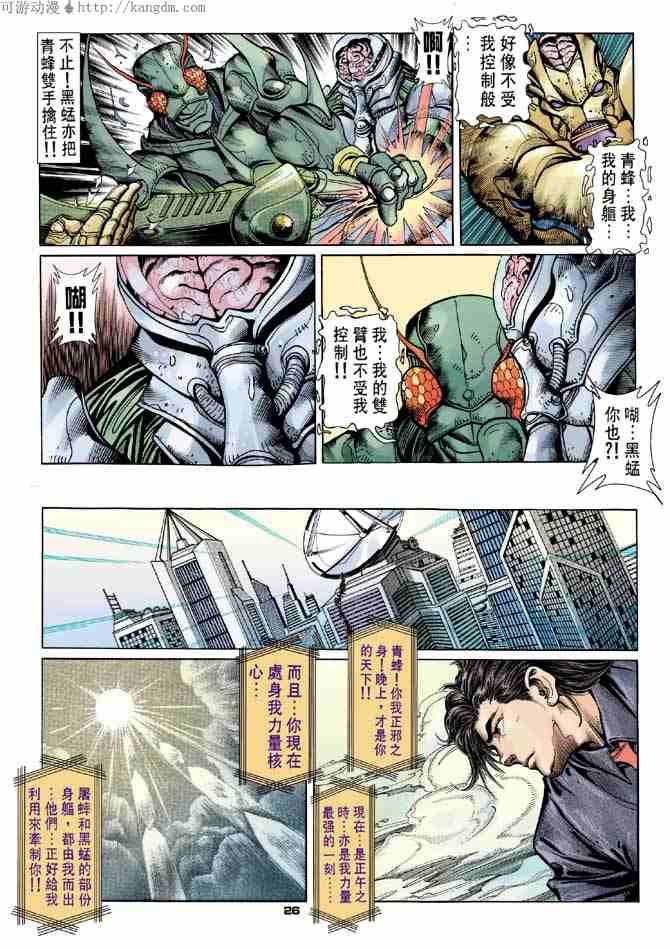 可游动漫 http://kangdm.com/
好像不受
我控制般
…
青蜂…我…
我的身軀…
啊!!
不止！黑蜢亦把
青蜂雙手擒
住!!
嘝…黑蜢
你也?!
我…我的雙
臂也不受我
控制!!
嘝!!
青蜂！你我正邪之
身！晚上，才是你
的天下!!
現在…是正午之
時…亦是我力量
最强的一刻……
而且…你現在
處身我力量核
心…
屠蜶和黑蜢的部份
身軀，都由我而出
…他們…正好給我
利用來牽制你!!
26